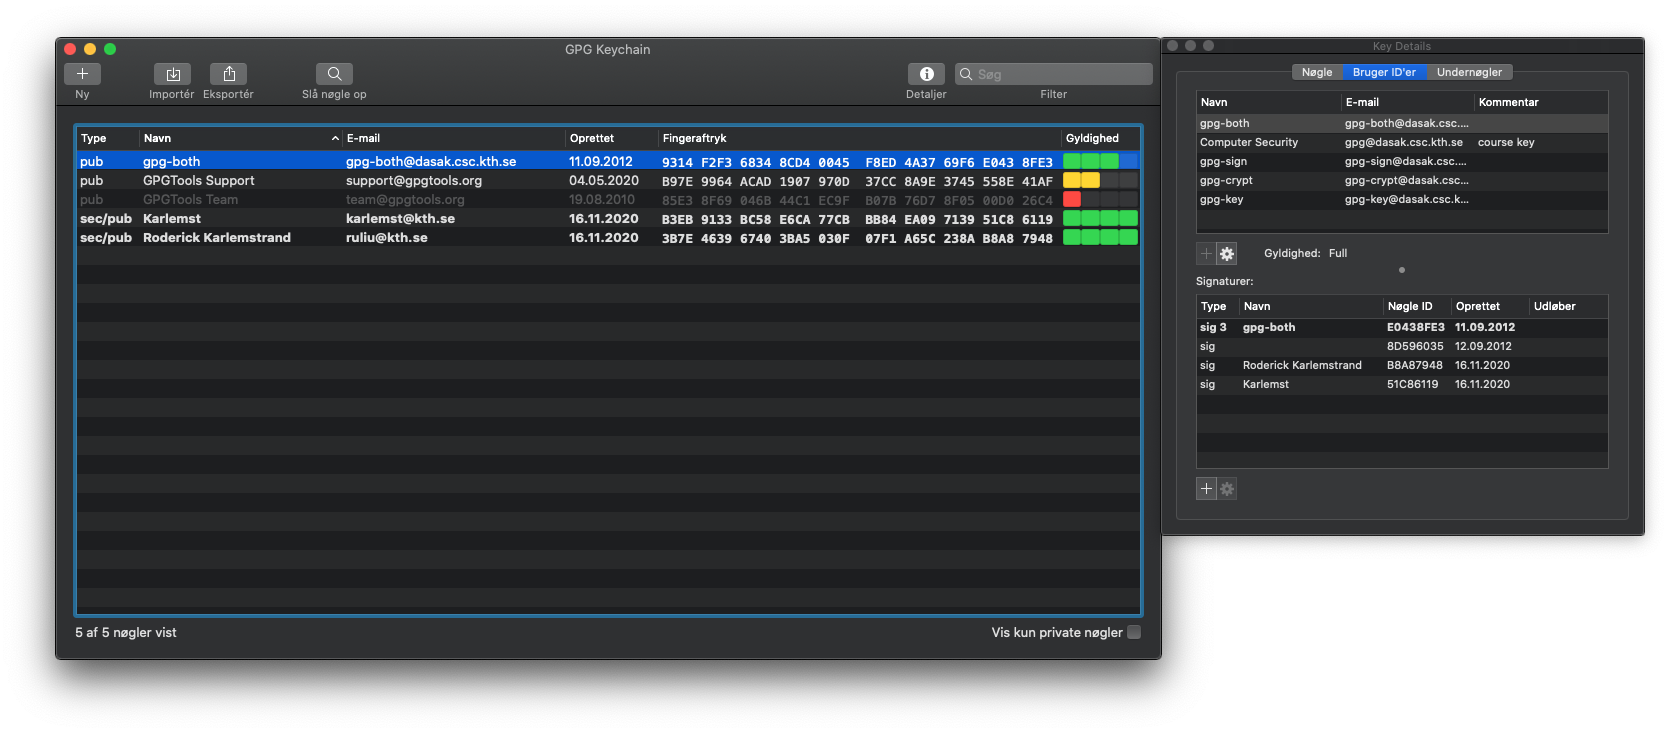 GPG Keychain
Ny
Importér
Eksportér
Slå nøgle op
Detaljer
Søg
Filter
Type Navn E-mail Oprettet Fingeraftryk Gyldighed
pub gpg-both gpg-both@dasak.csc.kth.se 11.09.2012 9314 F2F3 6834 8CD4 0045 F8ED 4A37 69F6 E043 8FE3
pub GPGTools Support support@gpgtools.org 04.05.2020 B97E 9964 ACAD 1907 970D 37CC 8A9E 3745 558E 41AF
pub GPGTools Team team@gpgtools.org 19.08.2010 85E3 8F69 046B 44C1 EC9F B07B 76D7 8F05 00D0 26C4
sec/pub Karlemst karlemst@kth.se 16.11.2020 B3EB 9133 BC58 E6CA 77CB BB84 EA09 7139 51C8 6119
sec/pub Roderick Karlemstrand ruliu@kth.se 16.11.2020 3B7E 4639 6740 3BA5 030F 07F1 A65C 238A B8A8 7948
5 af 5 nøgler vist
Vis kun private nøgler
Key Details
Nøgle Bruger ID'er Undernøgler
Navn E-mail Kommentar
gpg-both gpg-both@dasak.csc....
Computer Security gpg@dasak.csc.kth.se course key
gpg-sign gpg-sign@dasak.csc...
gpg-crypt gpg-crypt@dasak.csc...
gpg-key gpg-key@dasak.csc.k...
Gyldighed: Full
Signaturer:
Type Navn Nøgle ID Oprettet Udløber
sig 3 gpg-both E0438FE3 11.09.2012
sig 8D596035 12.09.2012
sig Roderick Karlemstrand B8A87948 16.11.2020
sig Karlemst 51C86119 16.11.2020